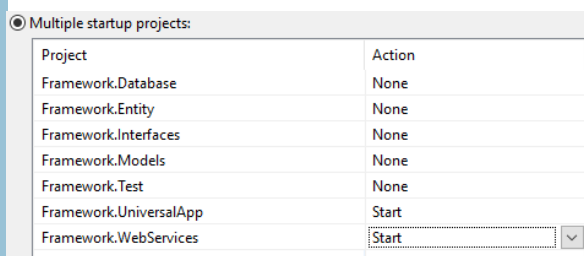 Multiple startup projects:
Project Action
Framework.Database None
Framework.Entity None
Framework.Interfaces None
Framework.Models None
Framework.Test None
Framework.UniversalApp Start
Framework.WebServices Start